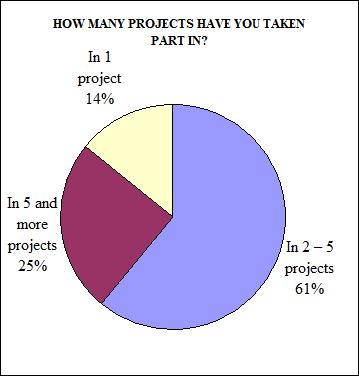 HOW MANY PROJECTS HAVE YOU TAKEN
PART IN?
In 1
project
14%
In 5 and
more
projects
25%
In 2 – 5
projects
61%